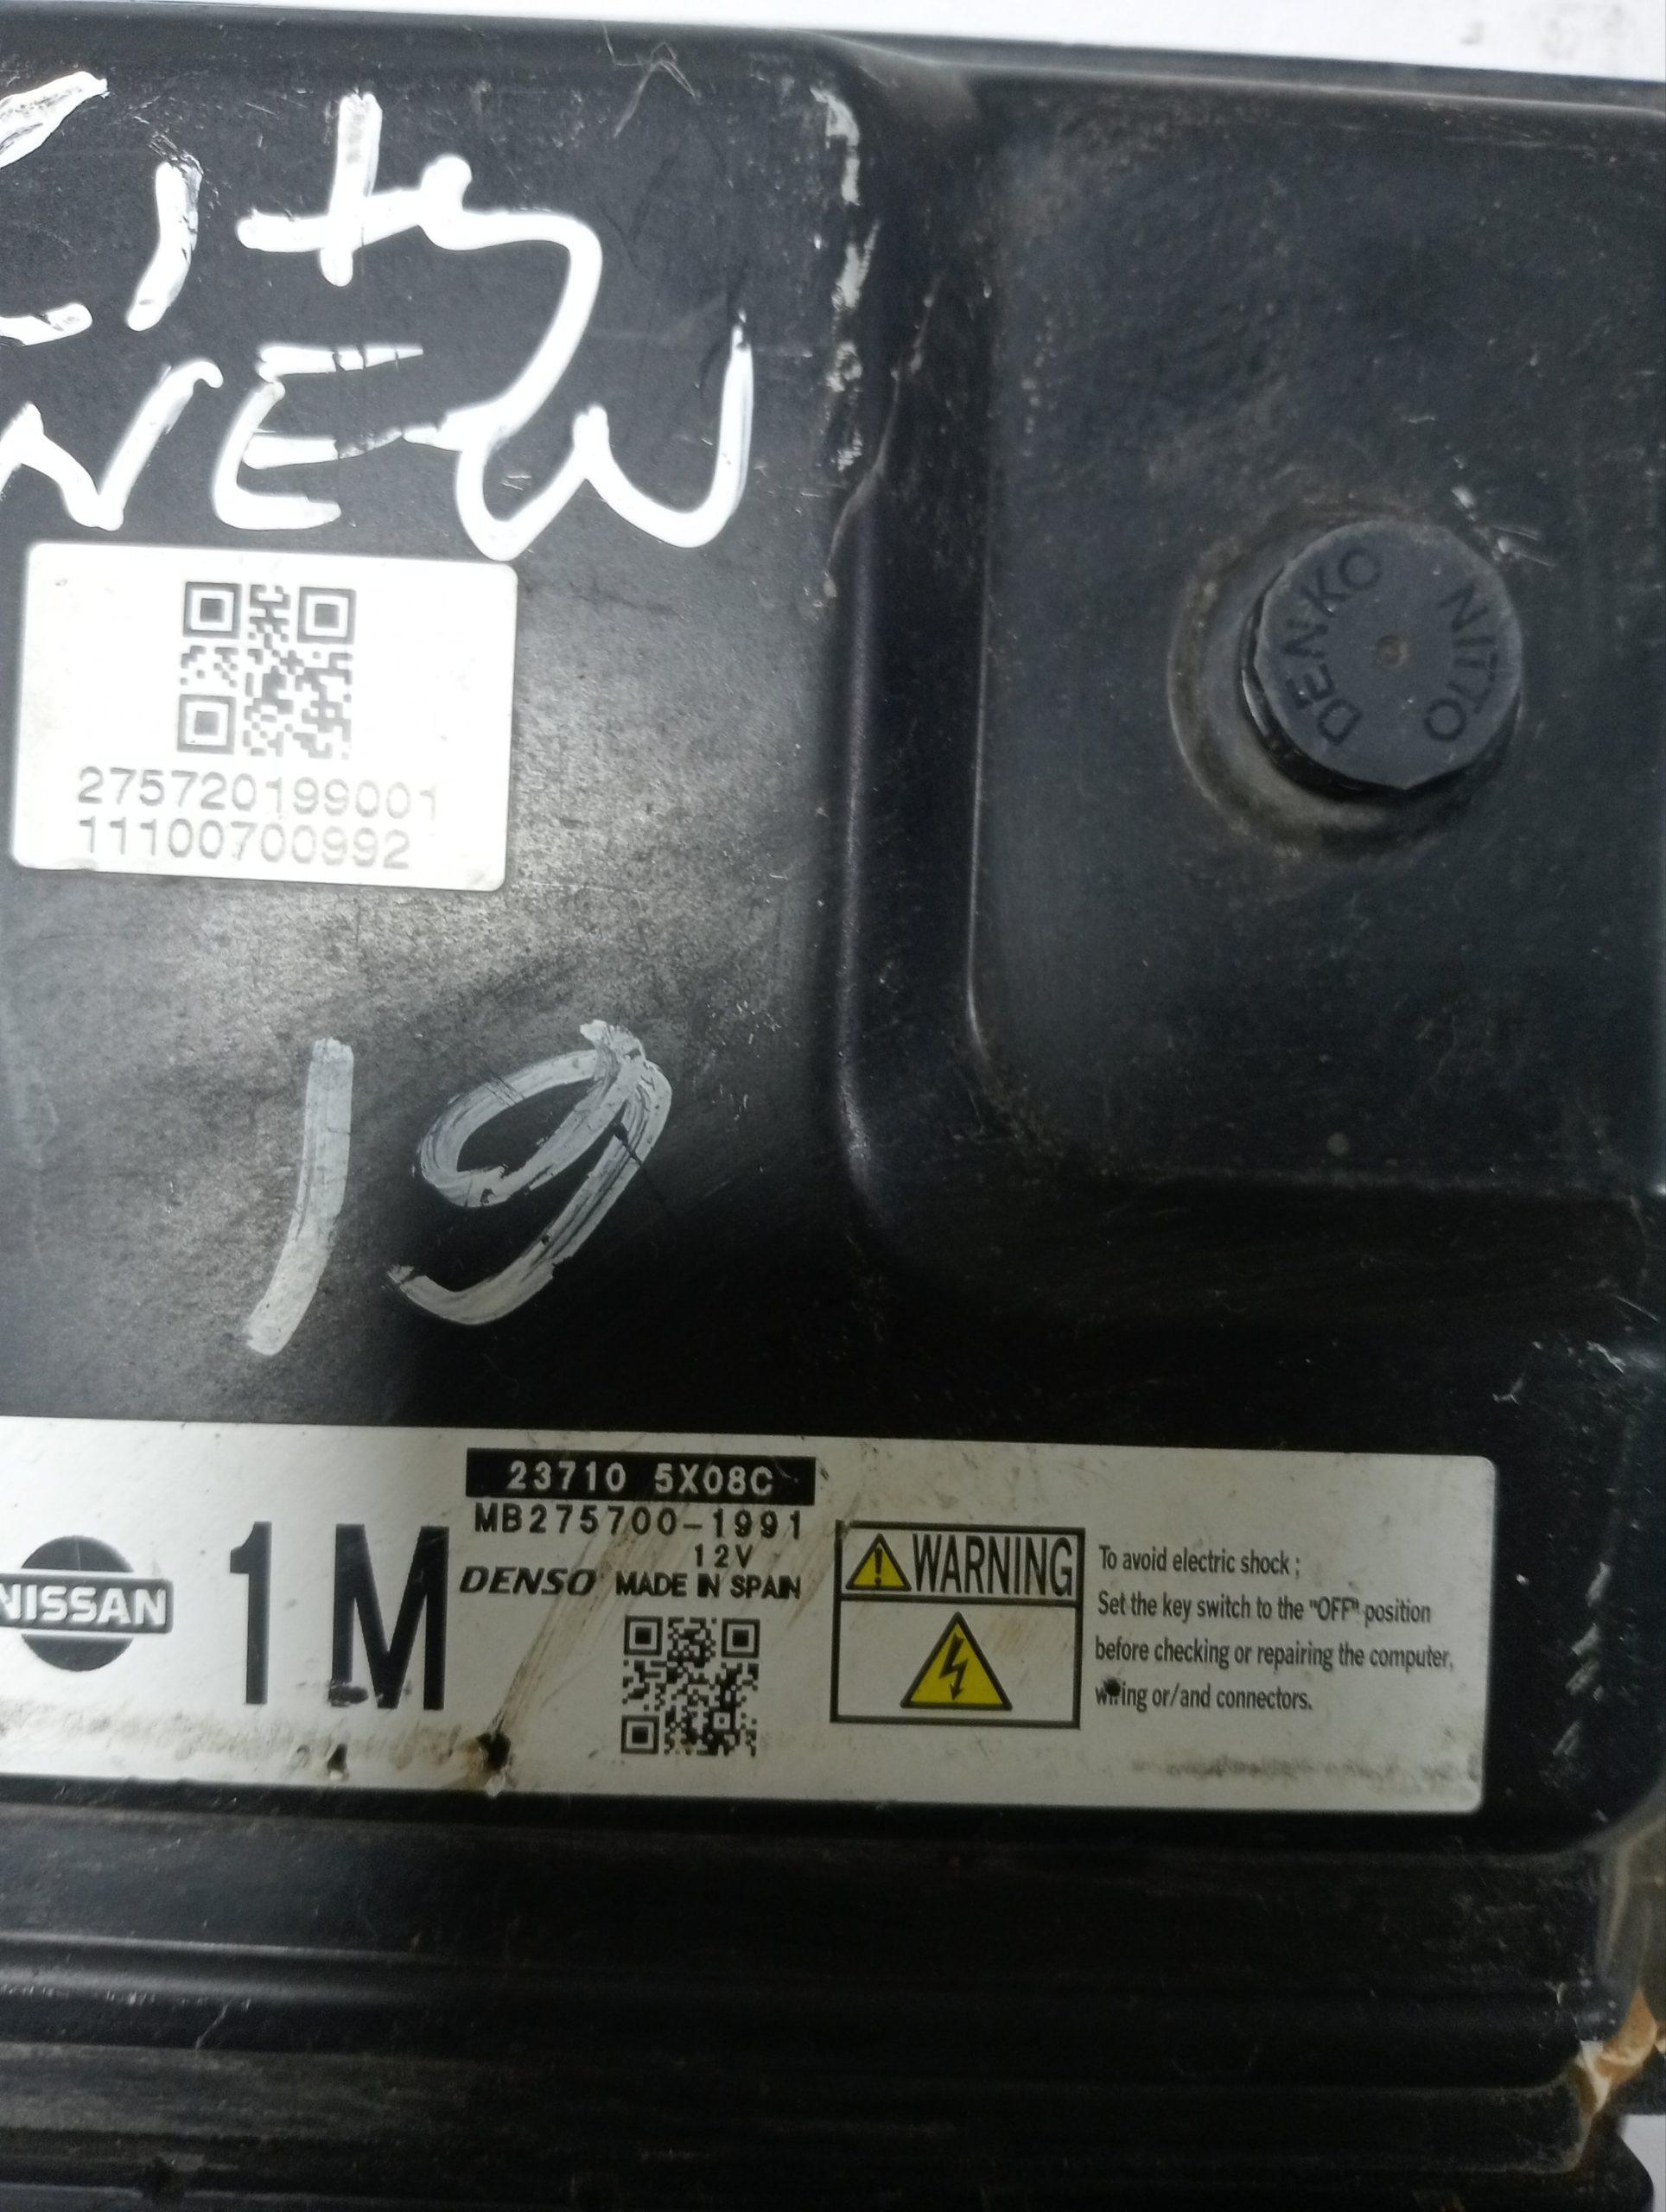 City
NEW
DENKO NITTO
275720199001
11100700992
19
23710 5X08C
MB275700-1991
12V
DENSO MADE IN SPAIN
NISSAN
1M
WARNING
To avoid electric shock ;
Set the key switch to the "OFF" position
before checking or repairing the computer,
wiring or/and connectors.